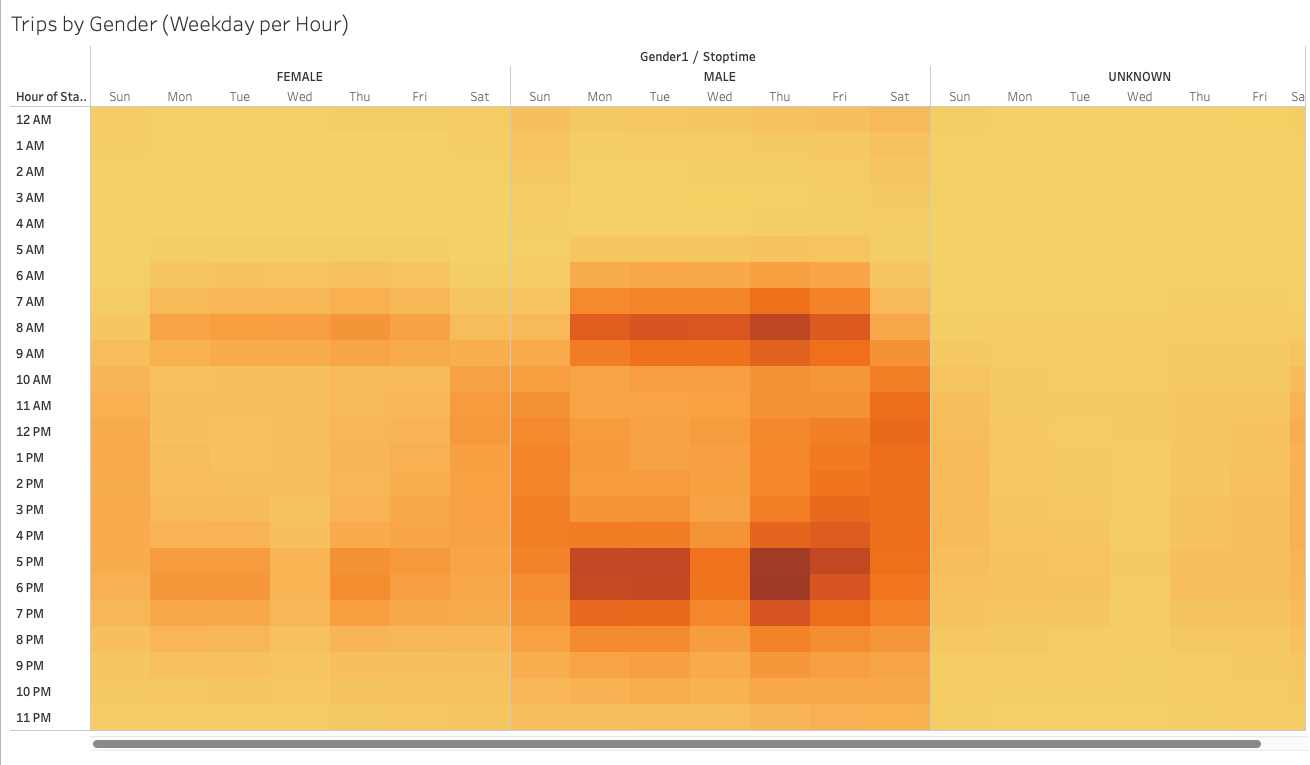 Trips by Gender (Weekday per Hour)
Gender1 / Stoptime
FEMALE MALE UNKNOWN
Hour of Sta.. Sun Mon Tue Wed Thu Fri Sat Sun Mon Tue Wed Thu Fri Sat Sun Mon Tue Wed Thu Fri Sa
12 AM
1 AM
2 AM
3 AM
4 AM
5 AM
6 AM
7 AM
8 AM
9 AM
10 AM
11 AM
12 PM
1 PM
2 PM
3 PM
4 PM
5 PM
6 PM
7 PM
8 PM
9 PM
10 PM
11 PM